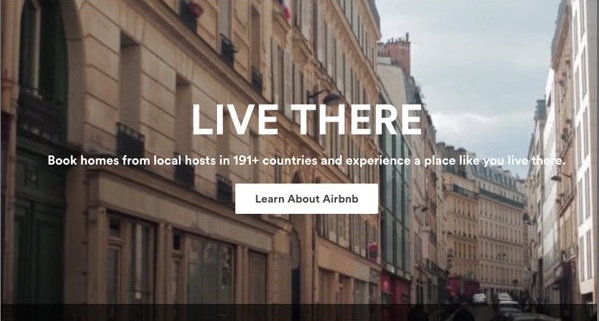 LIVE THERE
Book homes from local hosts in 191+ countries and experience a place like you live there.
Learn About Airbnb